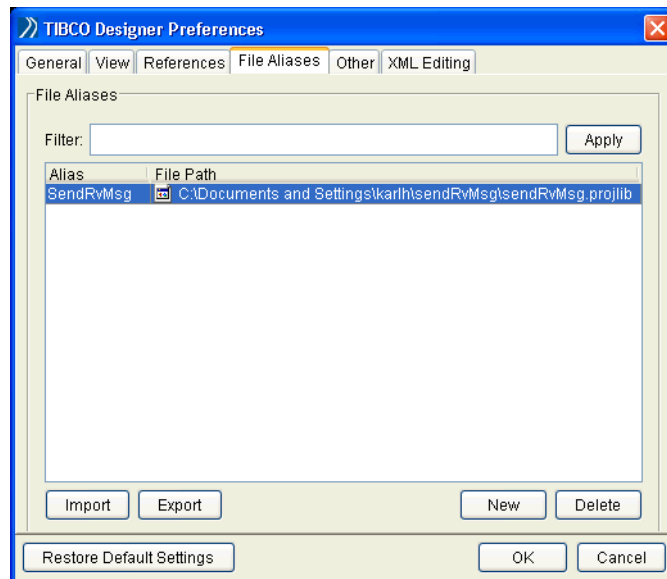 TIBCO Designer Preferences
General View References File Aliases Other XML Editing
File Aliases
Filter: Apply
Alias File Path
SendRvMsg C:\Documents and Settings\karlh\sendRvMsg\sendRvMsg.projlib
Import Export New Delete
Restore Default Settings OK Cancel